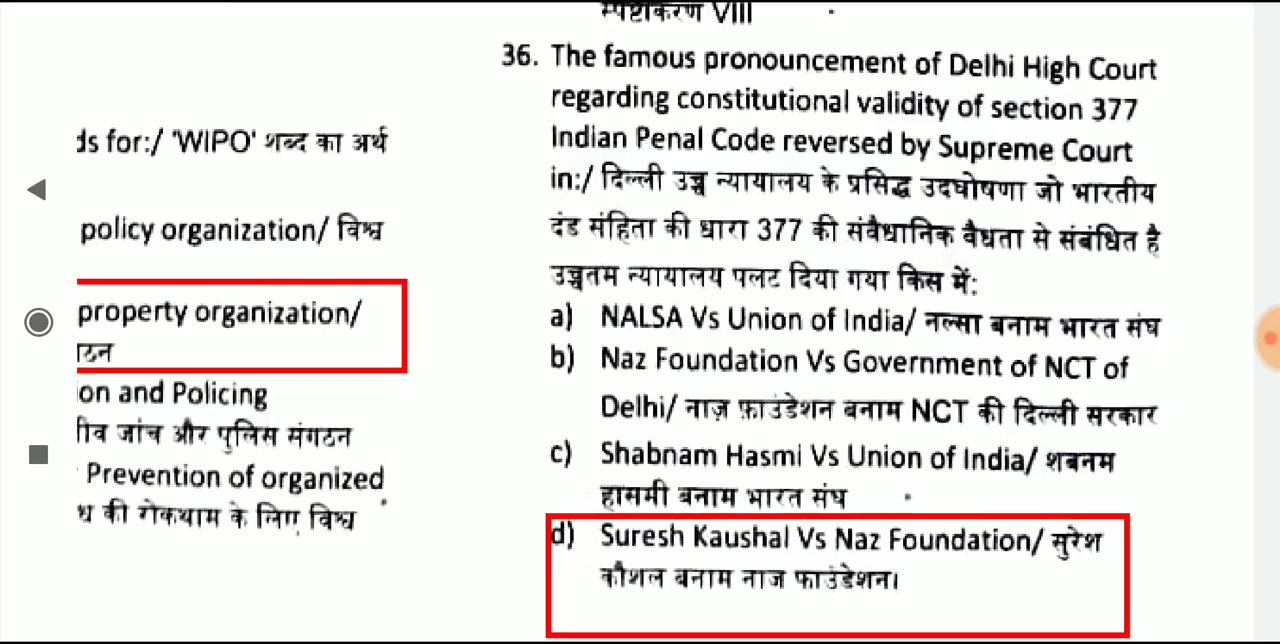 ds for:/ 'WIPO' शब्द का अर्थ
policy organization/ विश्व
property organization/
गठन
ion and Policing
Prevention of organized
ध की रोकथाम के लिए विश्व
स्पष्टीकरण VIII
36. The famous pronouncement of Delhi High Court
regarding constitutional validity of section 377
Indian Penal Code reversed by Supreme Court
in:/ दिल्ली उच्च न्यायालय के प्रसिद्ध उदघोषणा जो भारतीय
दंड संहिता की धारा 377 की संवैधानिक वैधता से संबंधित है
उच्चतम न्यायालय पलट दिया गया किस में:
a) NALSA Vs Union of India/ नल्सा बनाम भारत संघ
b) Naz Foundation Vs Government of NCT of
Delhi/ नाज़ फ़ाउंडेशन बनाम NCT की दिल्ली सरकार
c) Shabnam Hasmi Vs Union of India/ शबनम
हासमी बनाम भारत संघ
d) Suresh Kaushal Vs Naz Foundation/ सुरेश
कौशल बनाम नाज फाउंडेशन।